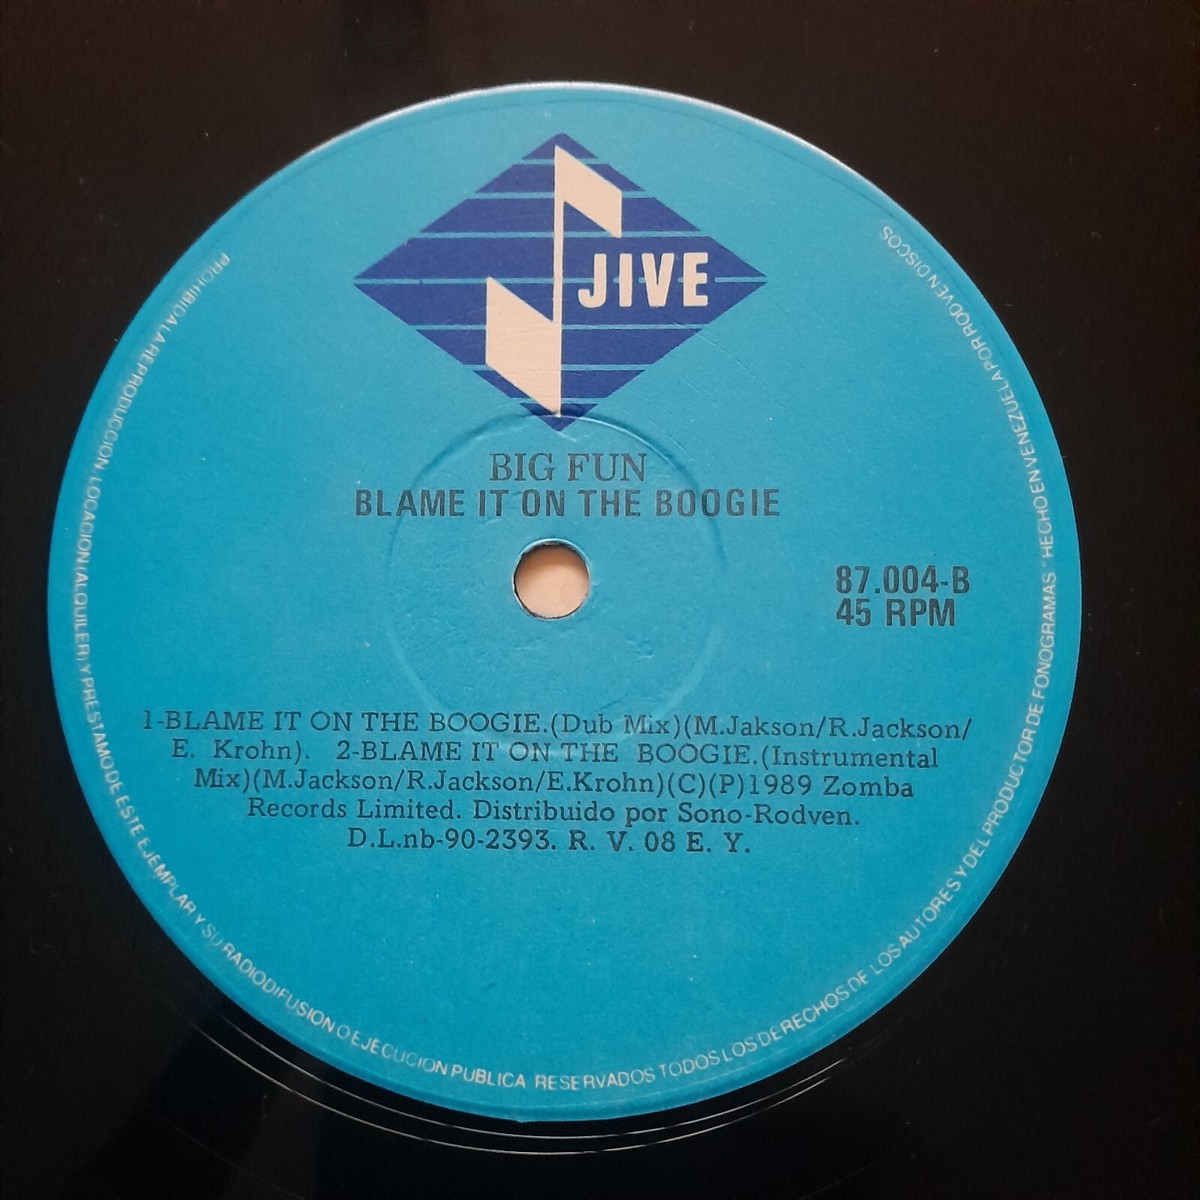 JIVE
BIG FUN
BLAME IT ON THE BOOGIE
87.004-B
45 RPM
1-BLAME IT ON THE BOOGIE.(Dub Mix)(M.Jakson/R.Jackson/
E. Krohn). 2-BLAME IT ON THE BOOGIE.(Instrumental
Mix)(M.Jackson/R.Jackson/E.Krohn)(C)(P)1989 Zomba
Records Limited. Distribuido por Sono-Rodven.
D.L.nb-90-2393. R. V. 08 E. Y.
PROHIBIDA LA REPRODUCCION, LOCACION (ALQUILER) Y PRESTAMO DE ESTE EJEMPLAR Y SU RADIODIFUSION O EJECUCION PUBLICA RESERVADOS TODOS LOS DERECHOS DE LOS AUTORES Y DEL PRODUCTOR DE FONOGRAMAS "HECHO EN VENEZUELA POR RODVEN DISCOS